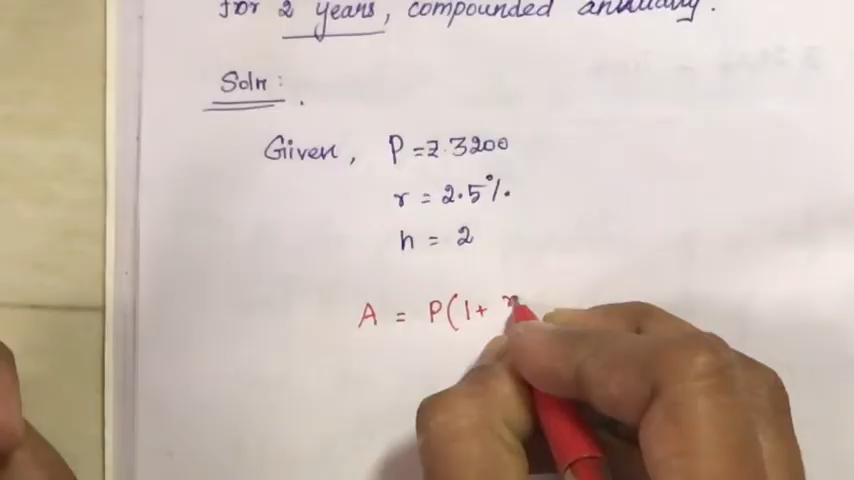 for 2 years, compounded annually.
Soln:
Given, P = ₹.3200
r = 2.5%.
n = 2
A = P(1+ r